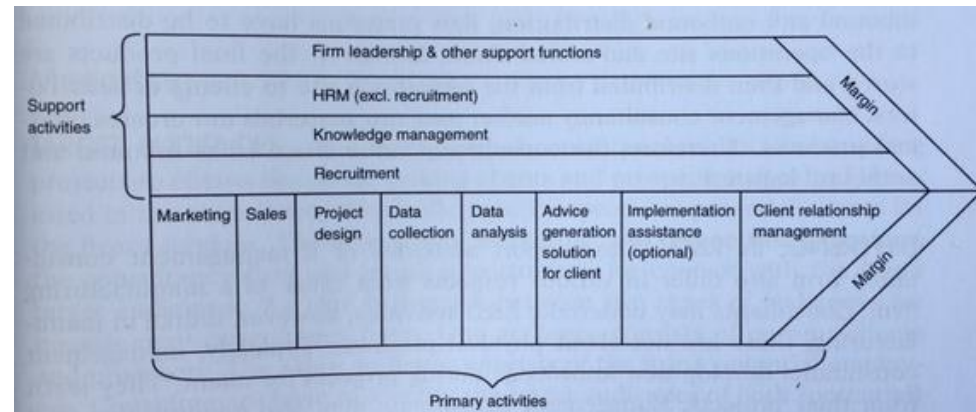 Firm leadership & other support functions
HRM (excl. recruitment)
Support
activities
Knowledge management
Recruitment
Margin
Marketing
Sales
Project
design
Data
collection
Data
analysis
Advice
generation
solution
for client
Implementation
assistance
(optional)
Client relationship
management
Margin
Primary activities